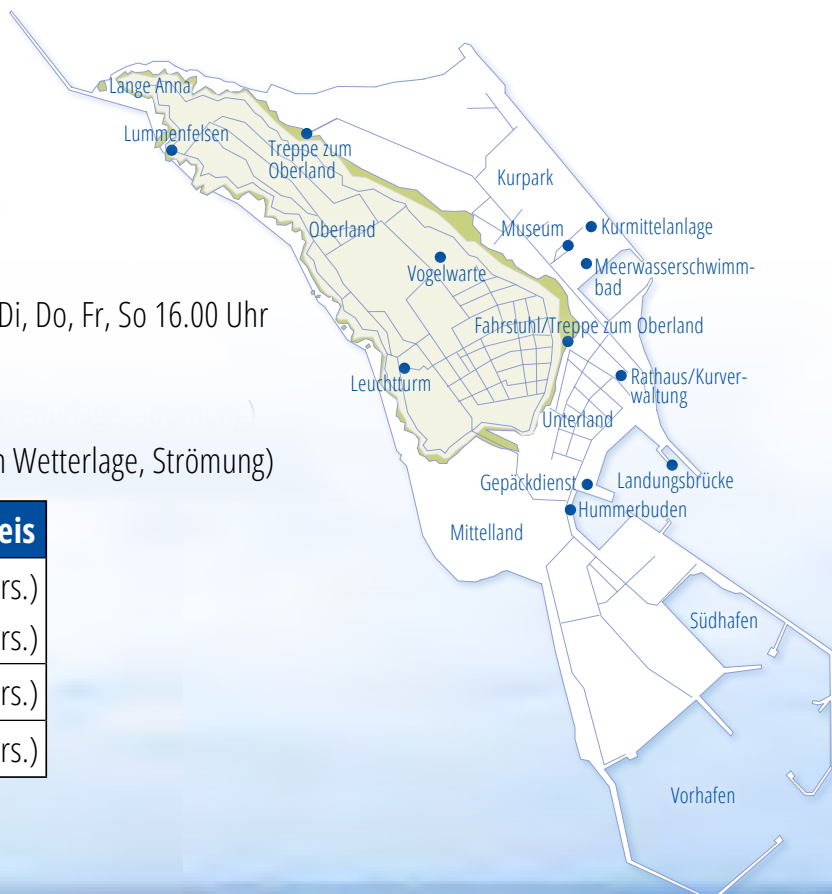 Di, Do, Fr, So 16.00 Uhr
Wetterlage, Strömung)
eis
rs.)
rs.)
rs.)
rs.)
Lange Anna
Lummenfelsen
Treppe zum
Oberland
Oberland
Kurpark
Museum
Kurmittelanlage
Vogelwarte
Meerwasserschwimm-
bad
Fahrstuhl/Treppe zum Oberland
Leuchtturm
Rathaus/Kurver-
waltung
Unterland
Gepäckdienst
Landungsbrücke
Hummerbuden
Mittelland
Südhafen
Vorhafen